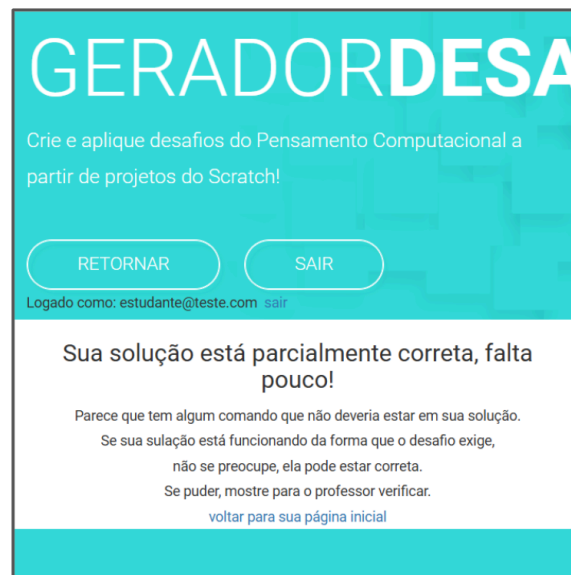 GERADORDESA
Crie e aplique desafios do Pensamento Computacional a
partir de projetos do Scratch!
RETORNAR SAIR
Logado como: estudante@teste.com sair
Sua solução está parcialmente correta, falta
pouco!
Parece que tem algum comando que não deveria estar em sua solução.
Se sua sulação está funcionando da forma que o desafio exige,
não se preocupe, ela pode estar correta.
Se puder, mostre para o professor verificar.
voltar para sua página inicial